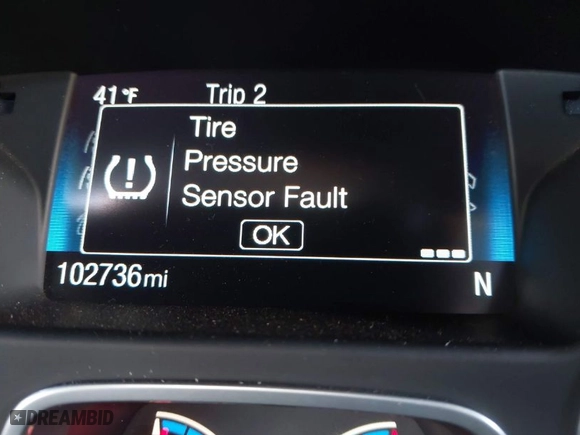 41°F
Trip 2
Tire
Pressure
Sensor Fault
OK
102736mi
N
DREAMBID